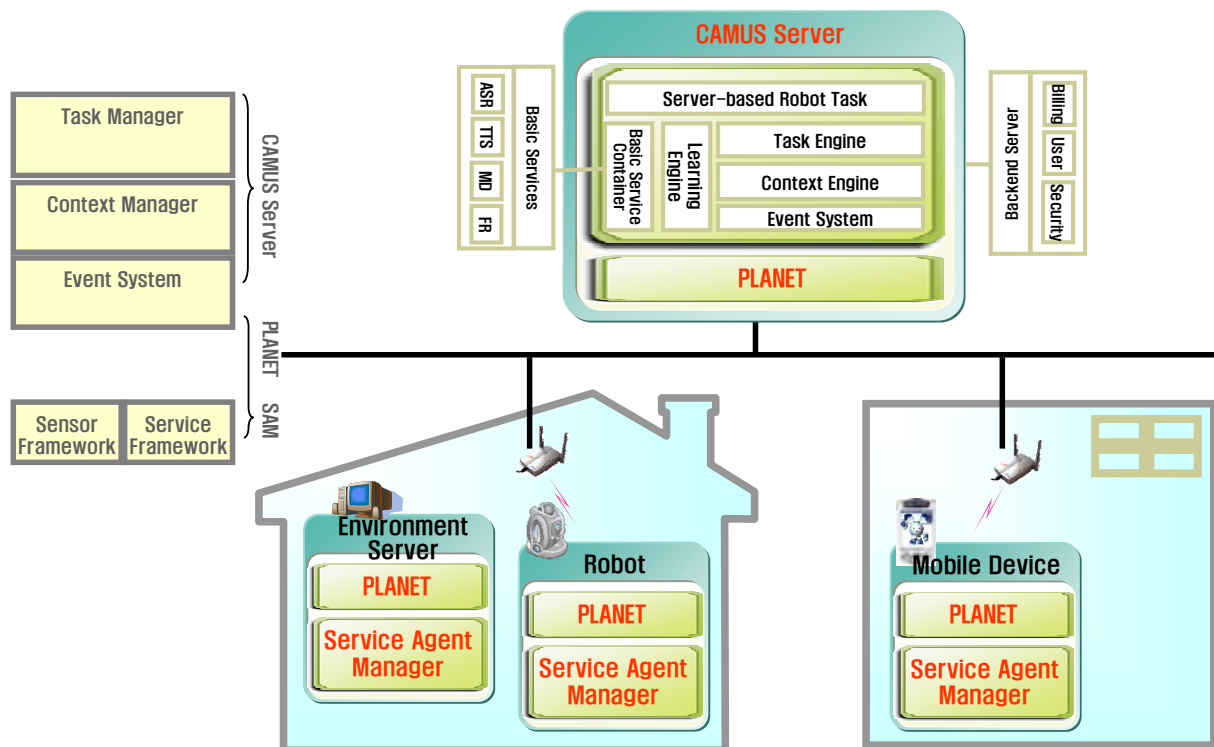 CAMUS Server
Server-based Robot Task
Basic Service
Container
Learning
Engine
Task Engine
Context Engine
Event System
PLANET
ASR
TTS
MD
FR
Basic Services
Backend Server
Billing
User
Security
Task Manager
Context Manager
Event System
Sensor
Framework
Service
Framework
CAMUS Server
PLANET
SAM
Environment
Server
PLANET
Service Agent
Manager
Robot
PLANET
Service Agent
Manager
Mobile Device
PLANET
Service Agent
Manager